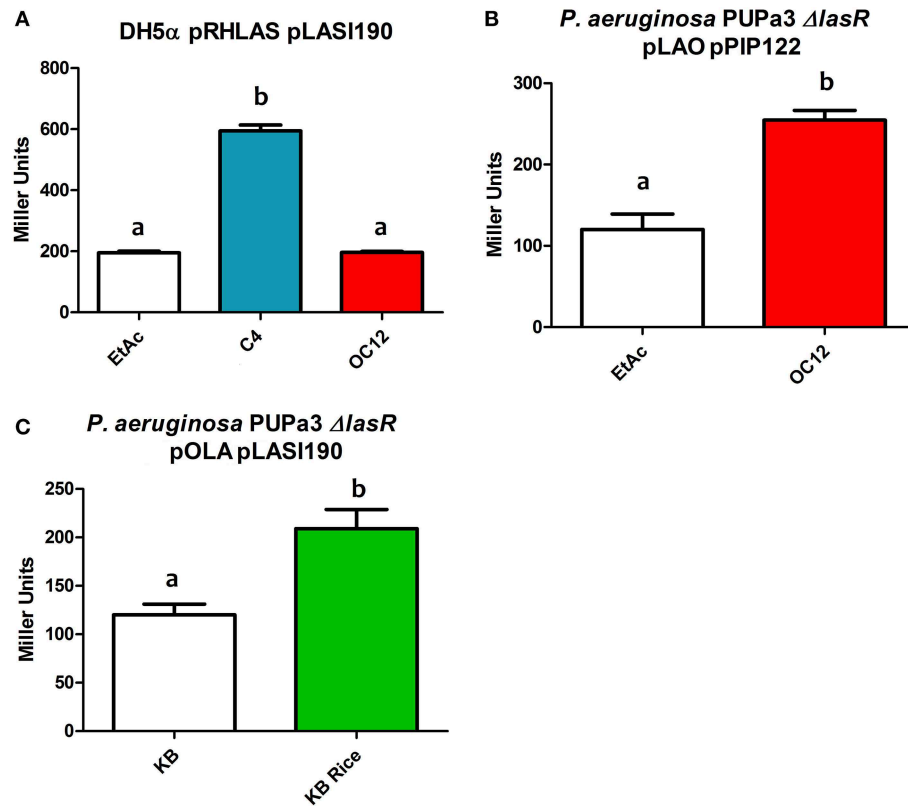 A
DH5α pRHLAS pLASI190
800
600
400
200
0
Miller Units
a
b
a
EtAc
C4
OC12
B
P. aeruginosa PUPa3 ΔlasR
pLAO pPIP122
300
200
100
0
Miller Units
a
b
EtAc
OC12
C
P. aeruginosa PUPa3 ΔlasR
pOLA pLASI190
250
200
150
100
50
0
Miller Units
a
b
KB
KB Rice